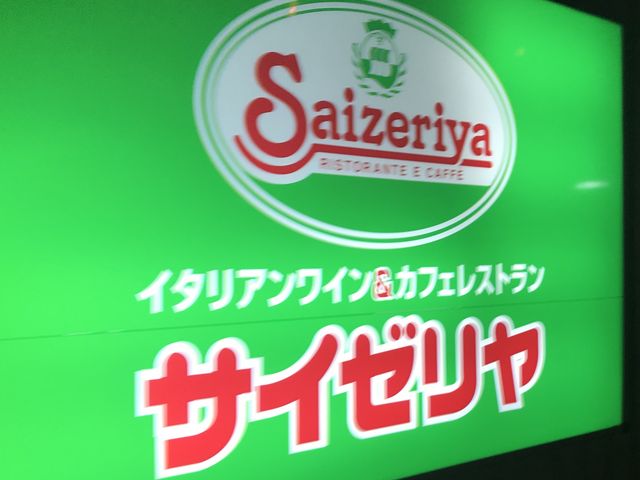 Saizeriya
RISTORANTE E CAFFE
イタリアンワイン&カフェレストラン
サイゼリヤ